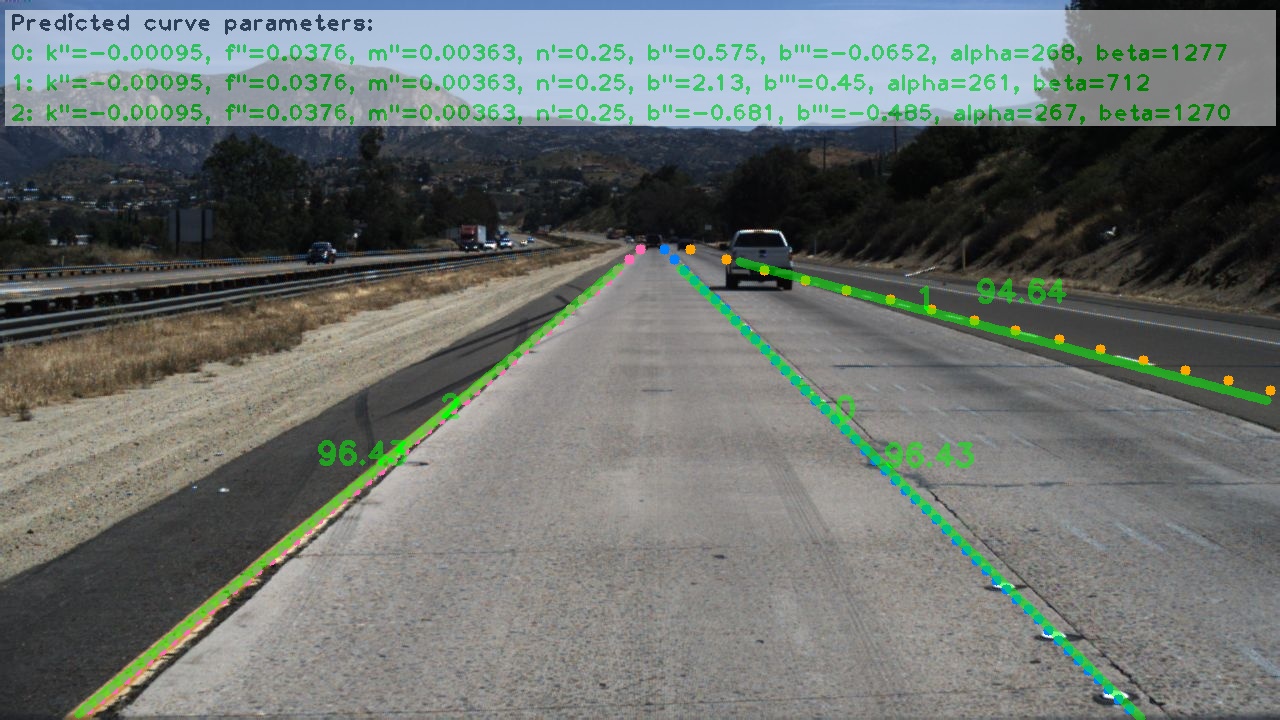 Predicted curve parameters:
0: k''=-0.00095, f''=0.0376, m''=0.00363, n'=0.25, b''=0.575, b'''=-0.0652, alpha=268, beta=1277
1: k''=-0.00095, f''=0.0376, m''=0.00363, n'=0.25, b''=2.13, b'''=0.45, alpha=261, beta=712
2: k''=-0.00095, f''=0.0376, m''=0.00363, n'=0.25, b''=-0.681, b'''=-0.485, alpha=267, beta=1270
1 94.64
2 0
96.47 96.43